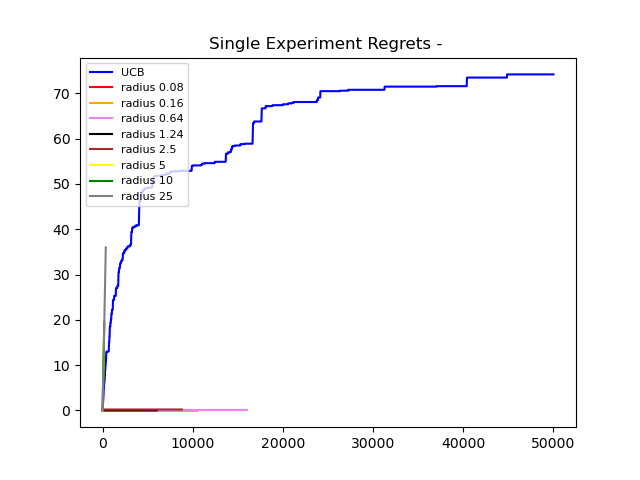 Single Experiment Regrets -
UCB
radius 0.08
radius 0.16
radius 0.64
radius 1.24
radius 2.5
radius 5
radius 10
radius 25
70
60
50
40
30
20
10
0
0 10000 20000 30000 40000 50000